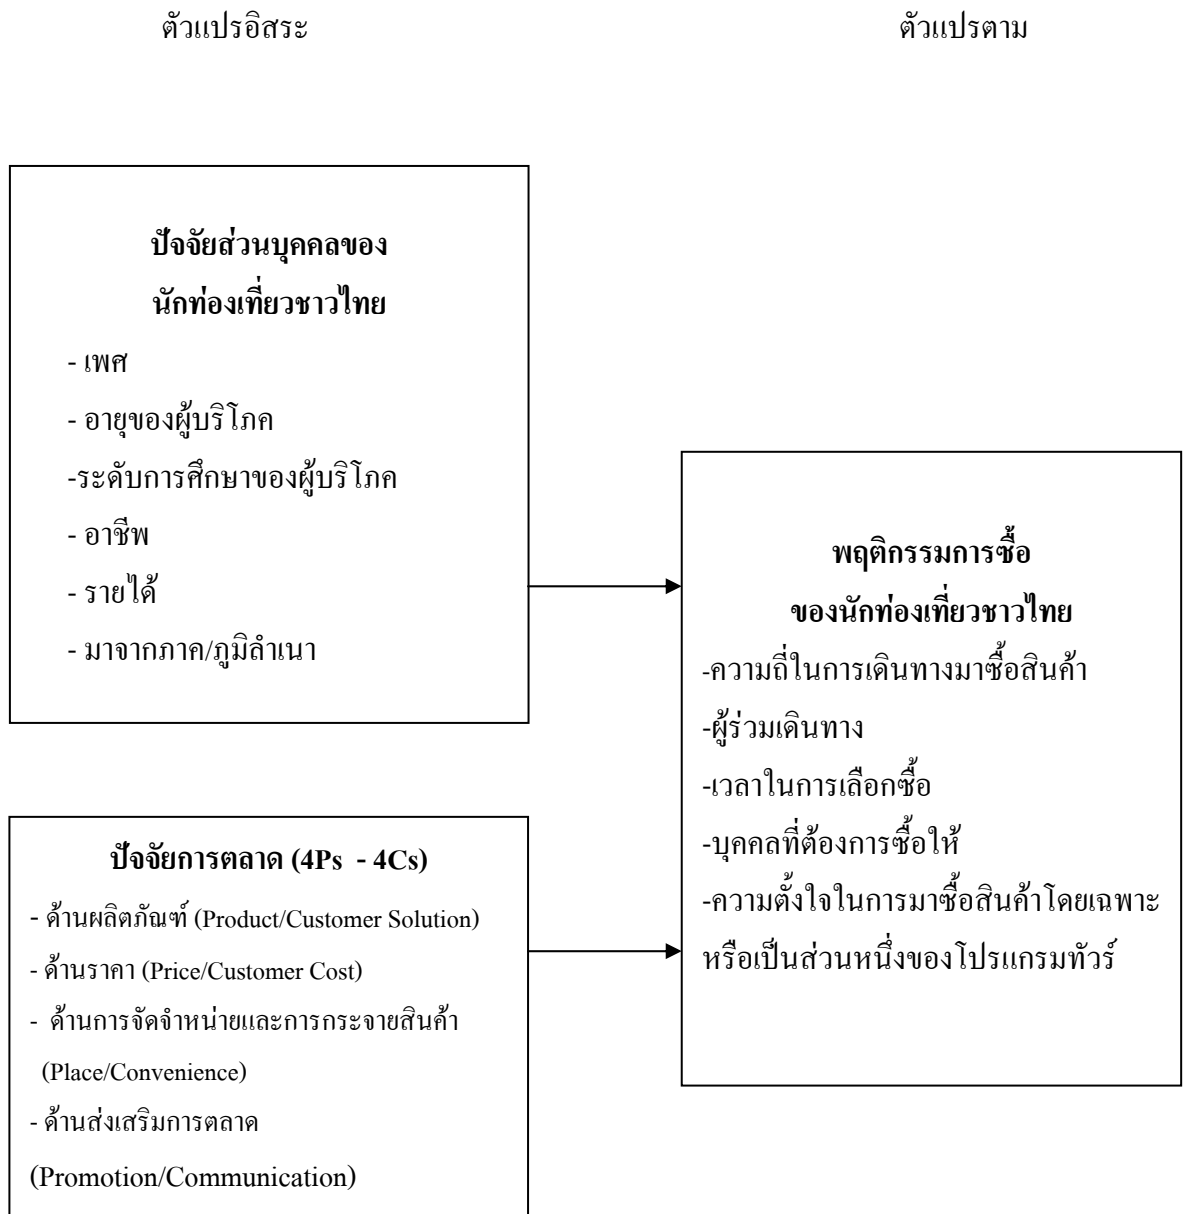 ตัวแปรอิสระ
ตัวแปรตาม
ปัจจัยส่วนบุคคลของ
นักท่องเที่ยวชาวไทย
- เพศ
- อายุของผู้บริโภค
-ระดับการศึกษาของผู้บริโภค
- อาชีพ
- รายได้
- มาจากภาค/ภูมิลำเนา
ปัจจัยการตลาด (4Ps - 4Cs)
- ด้านผลิตภัณฑ์ (Product/Customer Solution)
- ด้านราคา (Price/Customer Cost)
- ด้านการจัดจำหน่ายและการกระจายสินค้า
(Place/Convenience)
- ด้านส่งเสริมการตลาด
(Promotion/Communication)
พฤติกรรมการซื้อ
ของนักท่องเที่ยวชาวไทย
-ความถี่ในการเดินทางมาซื้อสินค้า
-ผู้ร่วมเดินทาง
-เวลาในการเลือกซื้อ
-บุคคลที่ต้องการซื้อให้
-ความตั้งใจในการมาซื้อสินค้าโดยเฉพาะ
หรือเป็นส่วนหนึ่งของโปรแกรมทัวร์